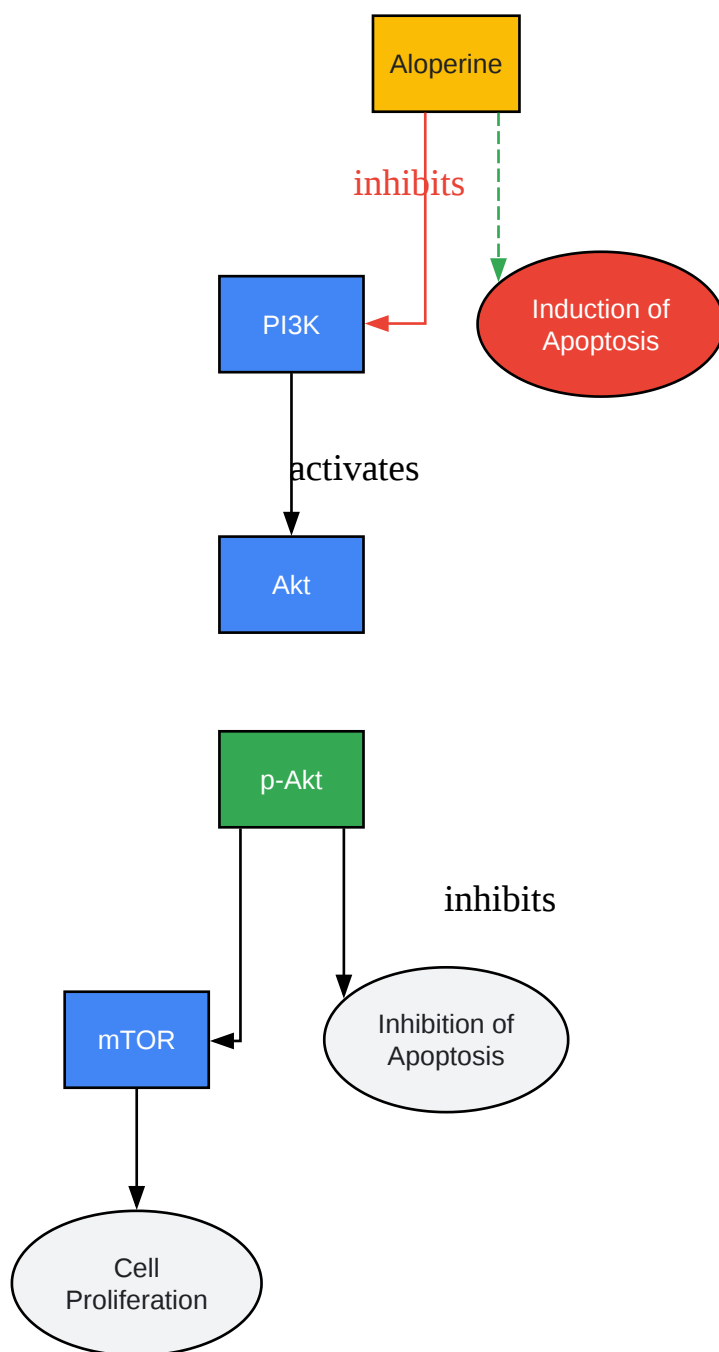 Aloperine
inhibits
PI3K
Induction of
Apoptosis
activates
Akt
p-Akt
inhibits
mTOR
Inhibition of
Apoptosis
Cell
Proliferation